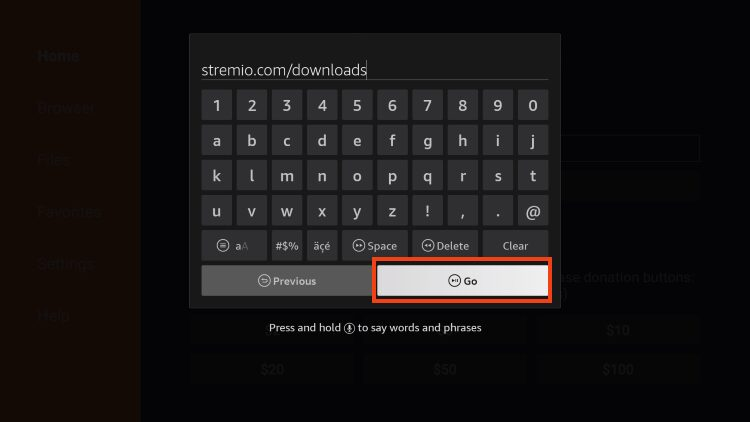 stremio.com/downloads
1 2 3 4 5 6 7 8 9 0
a b c d e f g h i j
k l m n o p q r s t
u v w x y z ! , . @
aA #$% äçé Space Delete Clear
Previous Go
Press and hold to say words and phrases
Home
Browser
Files
Favorites
Settings
Help
ase donation buttons:
$10
$20 $50 $100